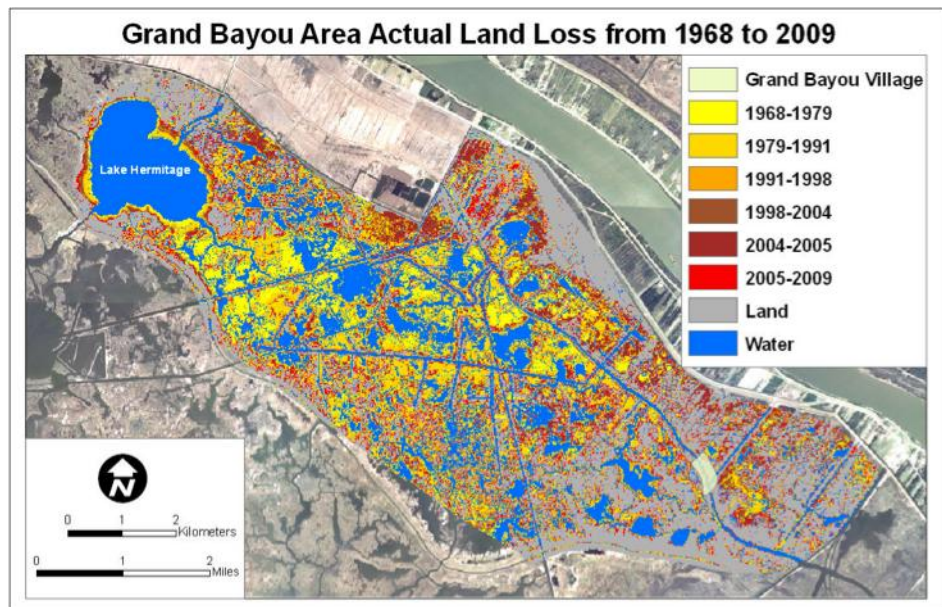 Grand Bayou Area Actual Land Loss from 1968 to 2009
Grand Bayou Village
1968-1979
1979-1991
1991-1998
1998-2004
2004-2005
2005-2009
Land
Water
Lake Hermitage
N
0 1 2
Kilometers
0 1 2
Miles